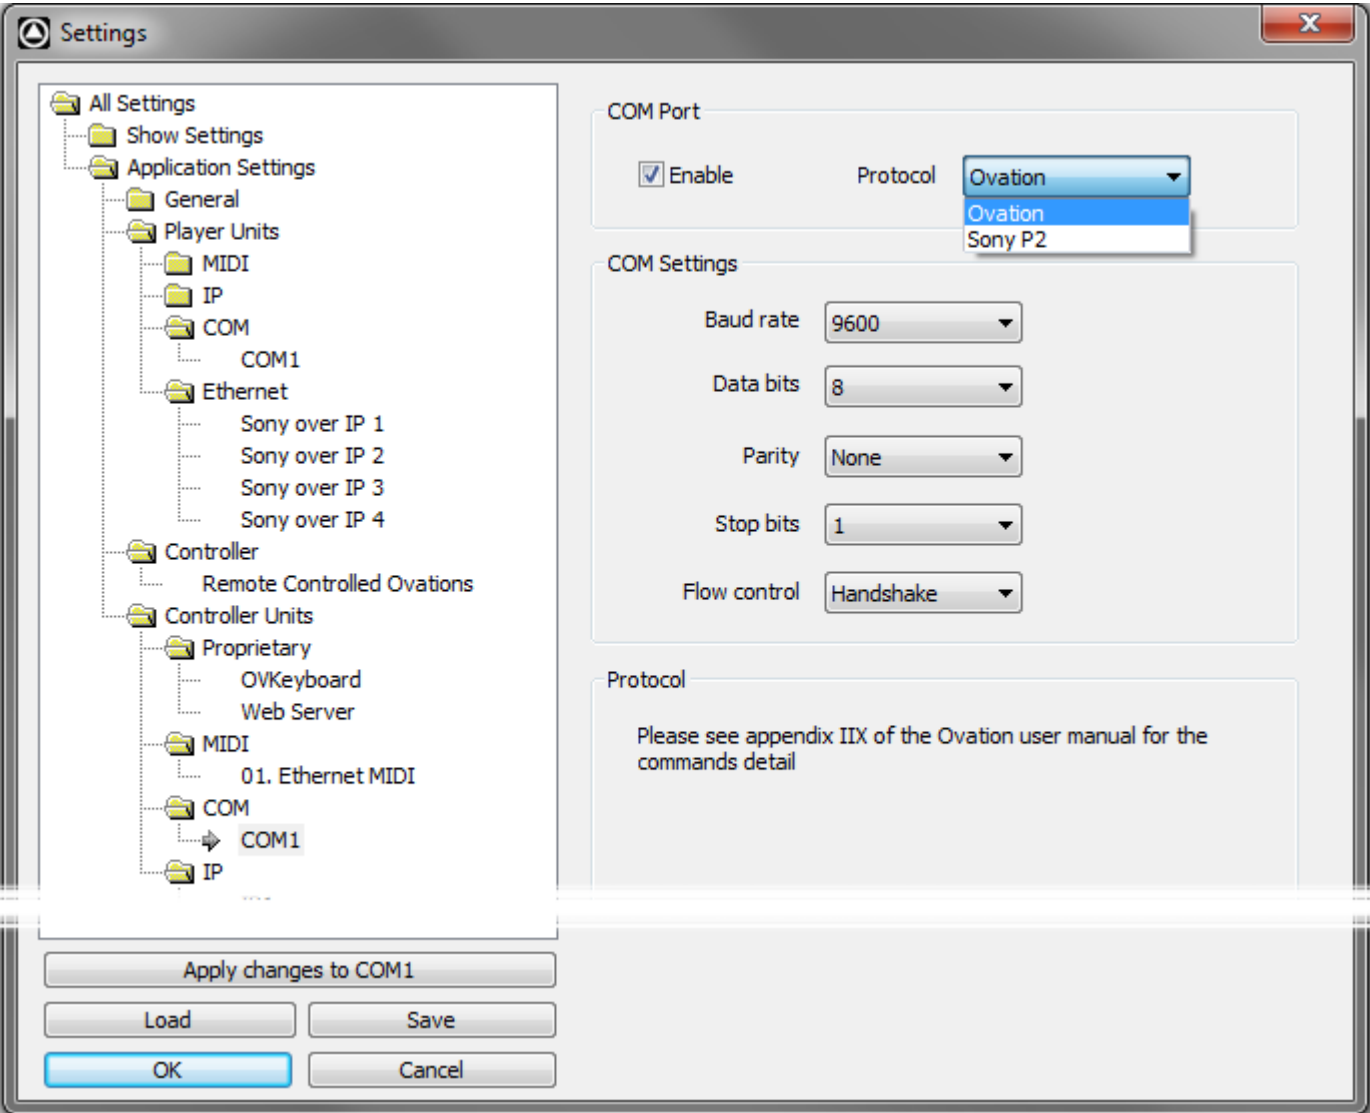 Settings
All Settings
Show Settings
Application Settings
General
Player Units
MIDI
IP
COM
COM1
Ethernet
Sony over IP 1
Sony over IP 2
Sony over IP 3
Sony over IP 4
Controller
Remote Controlled Ovations
Controller Units
Proprietary
OVKeyboard
Web Server
MIDI
01. Ethernet MIDI
COM
COM1
IP
Apply changes to COM1
Load
Save
OK
Cancel
COM Port
Enable
Protocol
Ovation
Ovation
Sony P2
COM Settings
Baud rate 9600
Data bits 8
Parity None
Stop bits 1
Flow control Handshake
Protocol
Please see appendix IIX of the Ovation user manual for the
commands detail